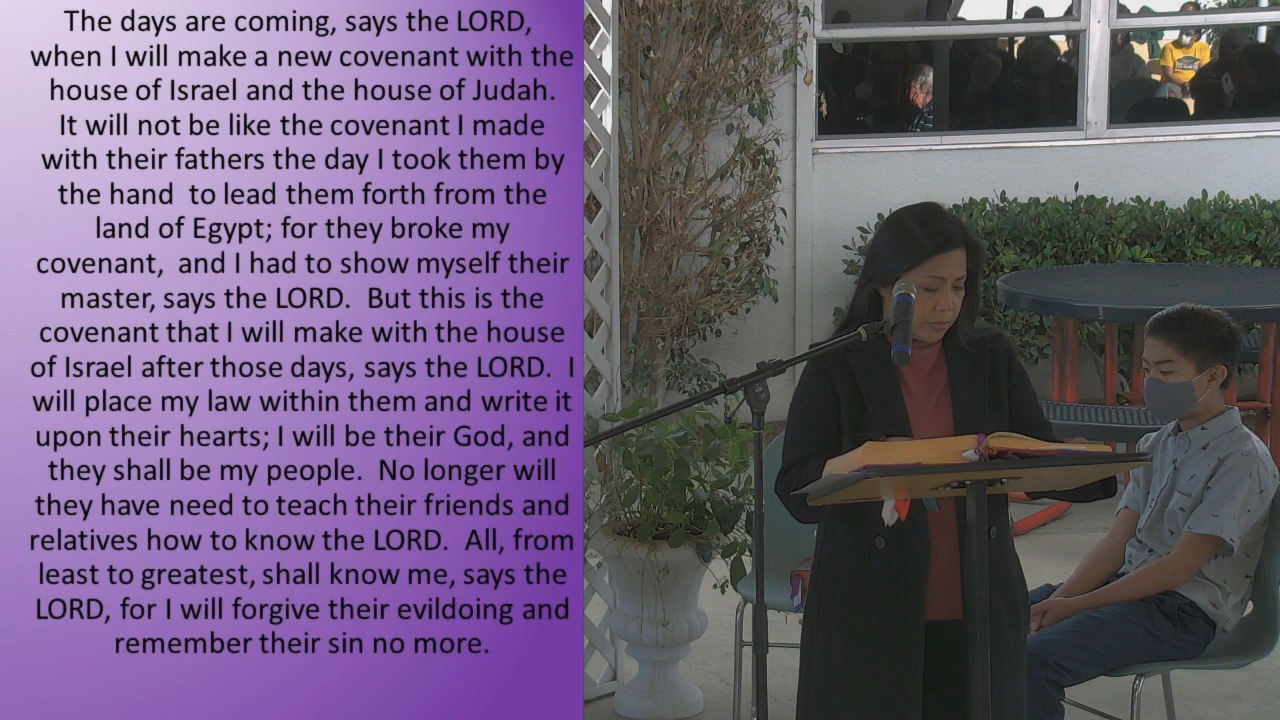 The days are coming, says the LORD,
when I will make a new covenant with the
house of Israel and the house of Judah.
It will not be like the covenant I made
with their fathers the day I took them by
the hand  to lead them forth from the
land of Egypt; for they broke my
covenant,  and I had to show myself their
master, says the LORD.  But this is the
covenant that I will make with the house
of Israel after those days, says the LORD.  I
will place my law within them and write it
upon their hearts; I will be their God, and
they shall be my people.  No longer will
they have need to teach their friends and
relatives how to know the LORD.  All, from
least to greatest, shall know me, says the
LORD, for I will forgive their evildoing and
remember their sin no more.